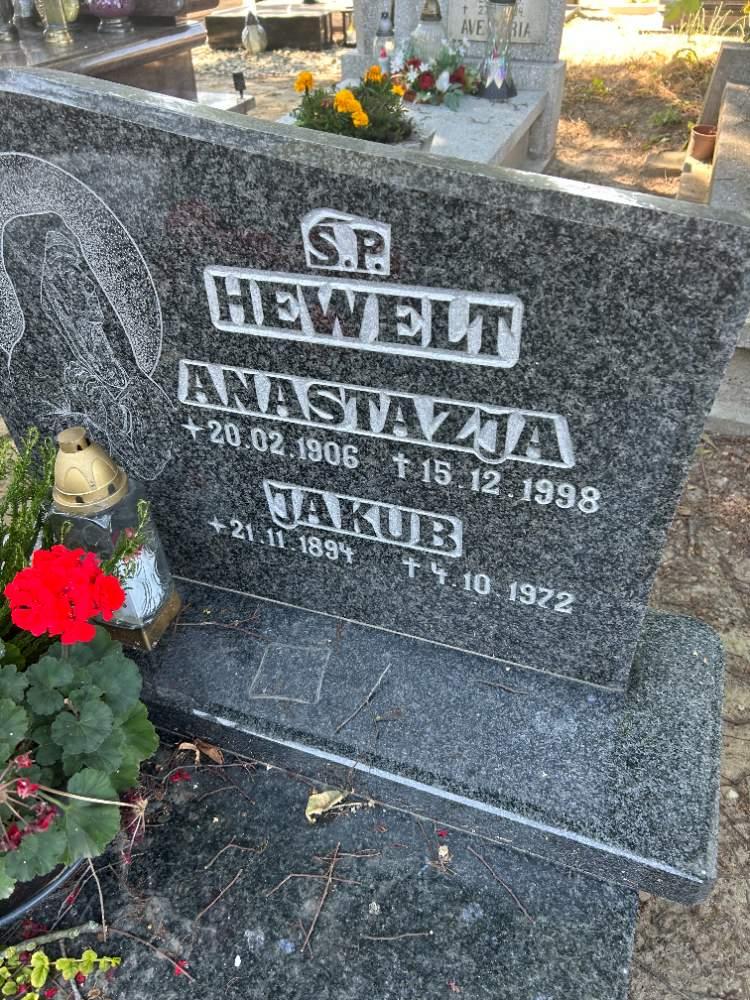 AVE MARIA
Ś.P.
HEWELT
ANASTAZJA
+20.02.1906 †15.12.1998
JAKUB
+21.11.1894 †4.10 1972